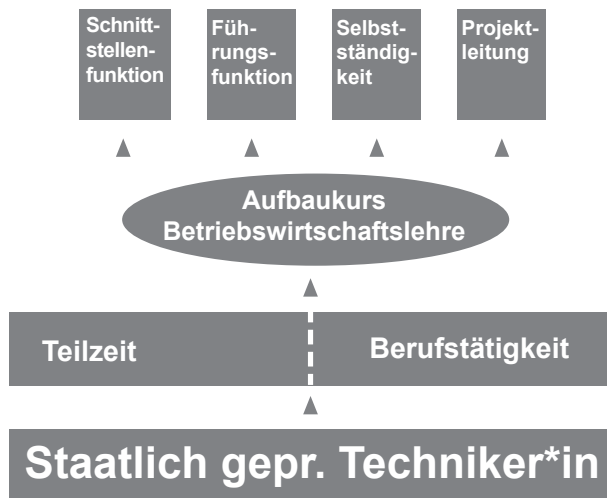 Schnitt-
stellen-
funktion
Füh-
rungs-
funktion
Selbst-
ständig-
keit
Projekt-
leitung
Aufbaukurs
Betriebswirtschaftslehre
Teilzeit
Berufstätigkeit
Staatlich gepr. Techniker*in